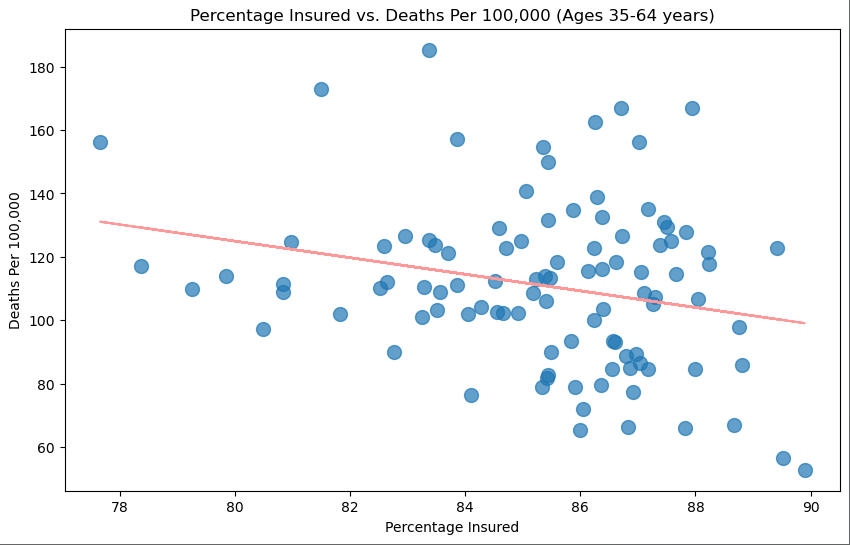 Percentage Insured vs. Deaths Per 100,000 (Ages 35-64 years)
180
160
140
120
100
80
60
Deaths Per 100,000
78 80 82 84 86 88 90
Percentage Insured